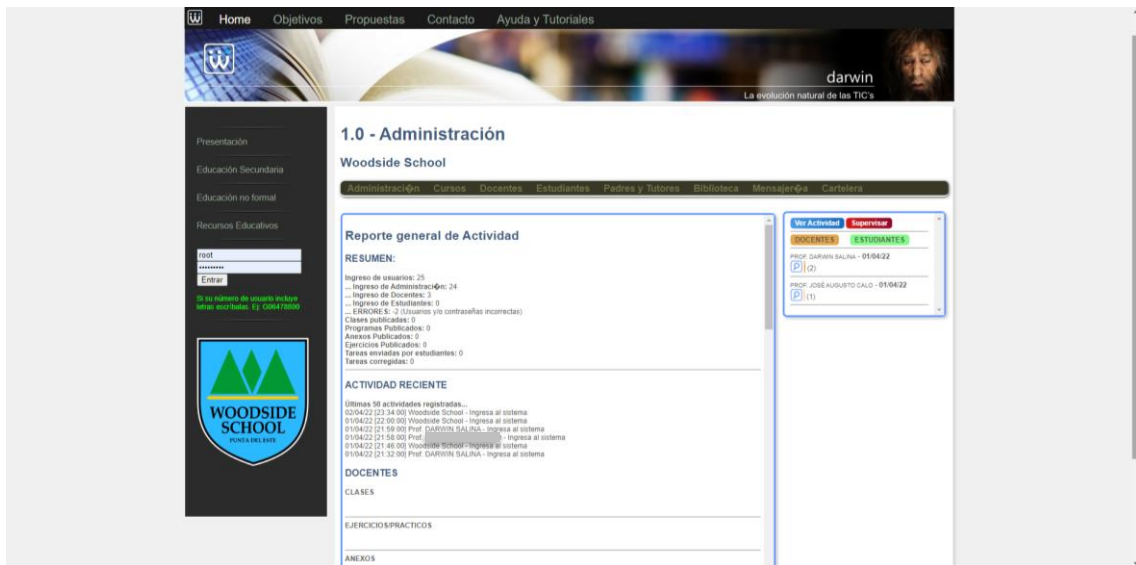 Home Objetivos Propuestas Contacto Ayuda y Tutoriales
darwin
La evolución natural de las TIC's
Presentación
Educación Secundaria
Educación no formal
Recursos Educativos
root
•••••••••
Entrar
Si su número de usuario incluye
letras escríbalas. Ej: O06478800
WOODSIDE
SCHOOL
PUNTA DEL ESTE
1.0 - Administración
Woodside School
Administraci�n Cursos Docentes Estudiantes Padres y Tutores Biblioteca Mensajer�a Cartelera
Reporte general de Actividad
RESUMEN:
Ingreso de usuarios: 25
... Ingreso de Administraci�n: 24
... Ingreso de Docentes: 3
... Ingreso de Estudiantes: 0
... ERRORES: -2 (Usuarios y/o contraseñas incorrectas)
Clases publicadas: 0
Programas Publicados: 0
Anexos Publicados: 0
Ejercicios Publicados: 0
Tareas enviadas por estudiantes: 0
Tareas corregidas: 0
ACTIVIDAD RECIENTE
Últimas 50 actividades registradas...
02/04/22 [23:34:00] Woodside School - Ingresa al sistema
01/04/22 [22:00:00] Woodside School - Ingresa al sistema
01/04/22 [21:59:00] Prof. DARWIN SALINA - Ingresa al sistema
01/04/22 [21:58:00] Prof. - Ingresa al sistema
01/04/22 [21:46:00] Woodside School - Ingresa al sistema
01/04/22 [21:32:00] Prof. DARWIN SALINA - Ingresa al sistema
DOCENTES
CLASES
EJERCICIOS/PRACTICOS
ANEXOS
Ver Actividad Supervisar
DOCENTES ESTUDIANTES
PROF. DARWIN SALINA - 01/04/22
(2)
PROF. JOSÉ AUGUSTO CALO - 01/04/22
(1)